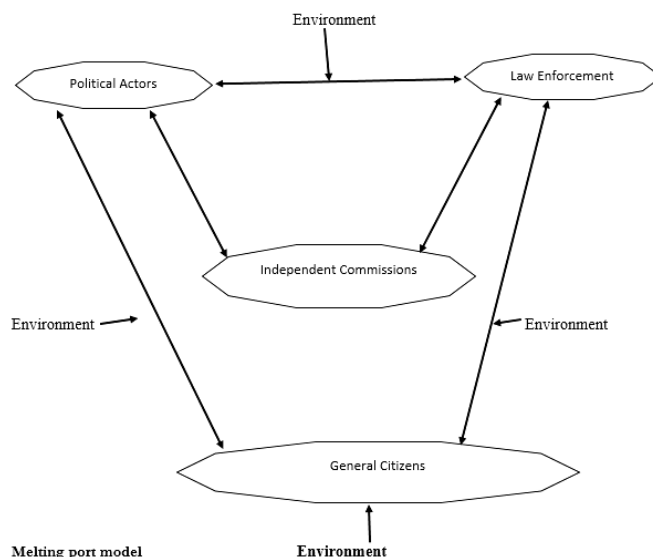 Environment
Political Actors
Law Enforcement
Independent Commissions
Environment
Environment
General Citizens
Melting port model
Environment